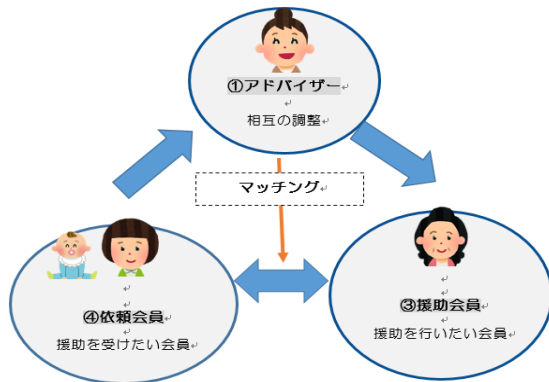 ①アドバイザー
相互の調整
マッチング
④依頼会員
援助を受けたい会員
③援助会員
援助を行いたい会員